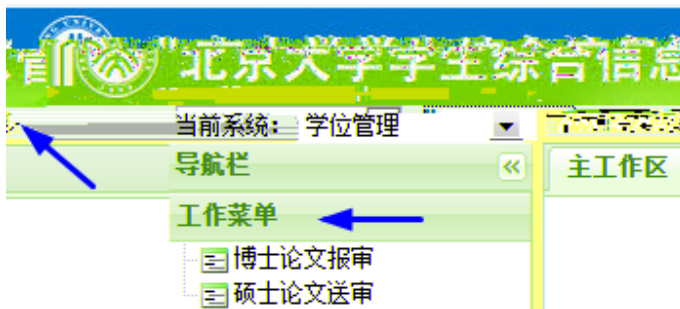 北京大学学生综合信息
当前系统： 学位管理
导航栏
主工作区
工作菜单
博士论文报审
硕士论文送审